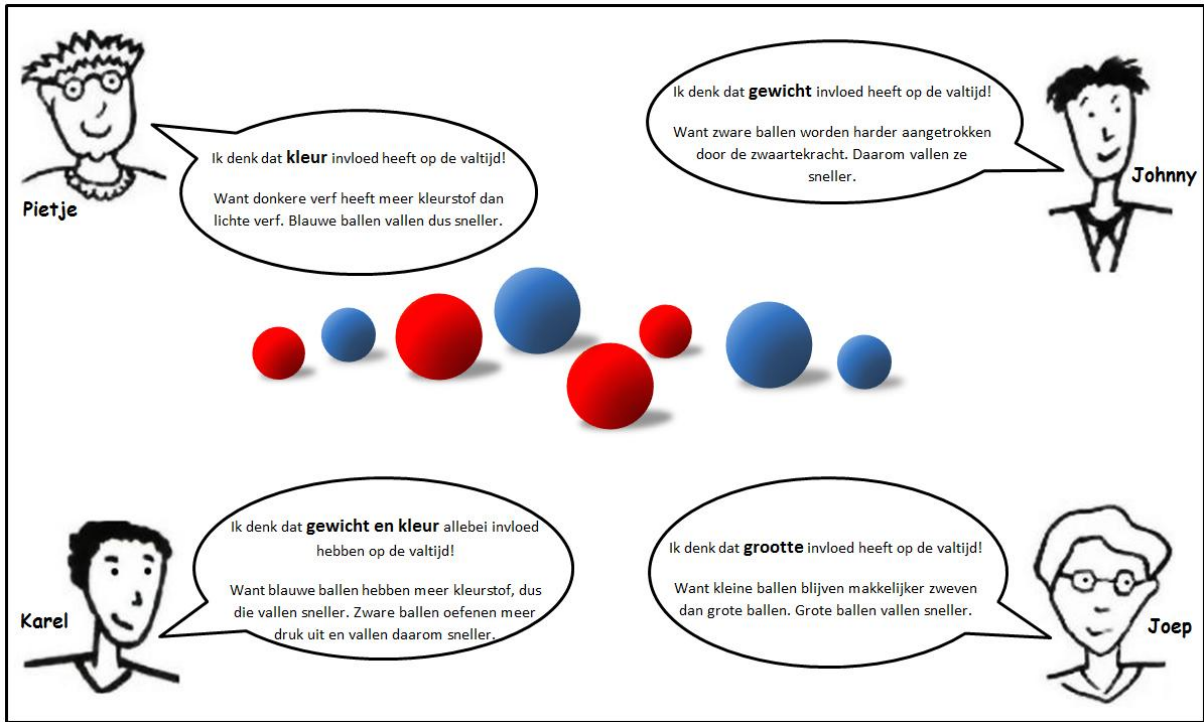 Ik denk dat kleur invloed heeft op de valtijd!
Want donkere verf heeft meer kleurstof dan
lichte verf. Blauwe ballen vallen dus sneller.
Pietje
Ik denk dat gewicht invloed heeft op de valtijd!
Want zware ballen worden harder aangetrokken
door de zwaartekracht. Daarom vallen ze
sneller.
Johnny
Ik denk dat gewicht en kleur allebei invloed
hebben op de valtijd!
Want blauwe ballen hebben meer kleurstof, dus
die vallen sneller. Zware ballen oefenen meer
druk uit en vallen daarom sneller.
Karel
Ik denk dat grootte invloed heeft op de valtijd!
Want kleine ballen blijven makkelijker zweven
dan grote ballen. Grote ballen vallen sneller.
Joep